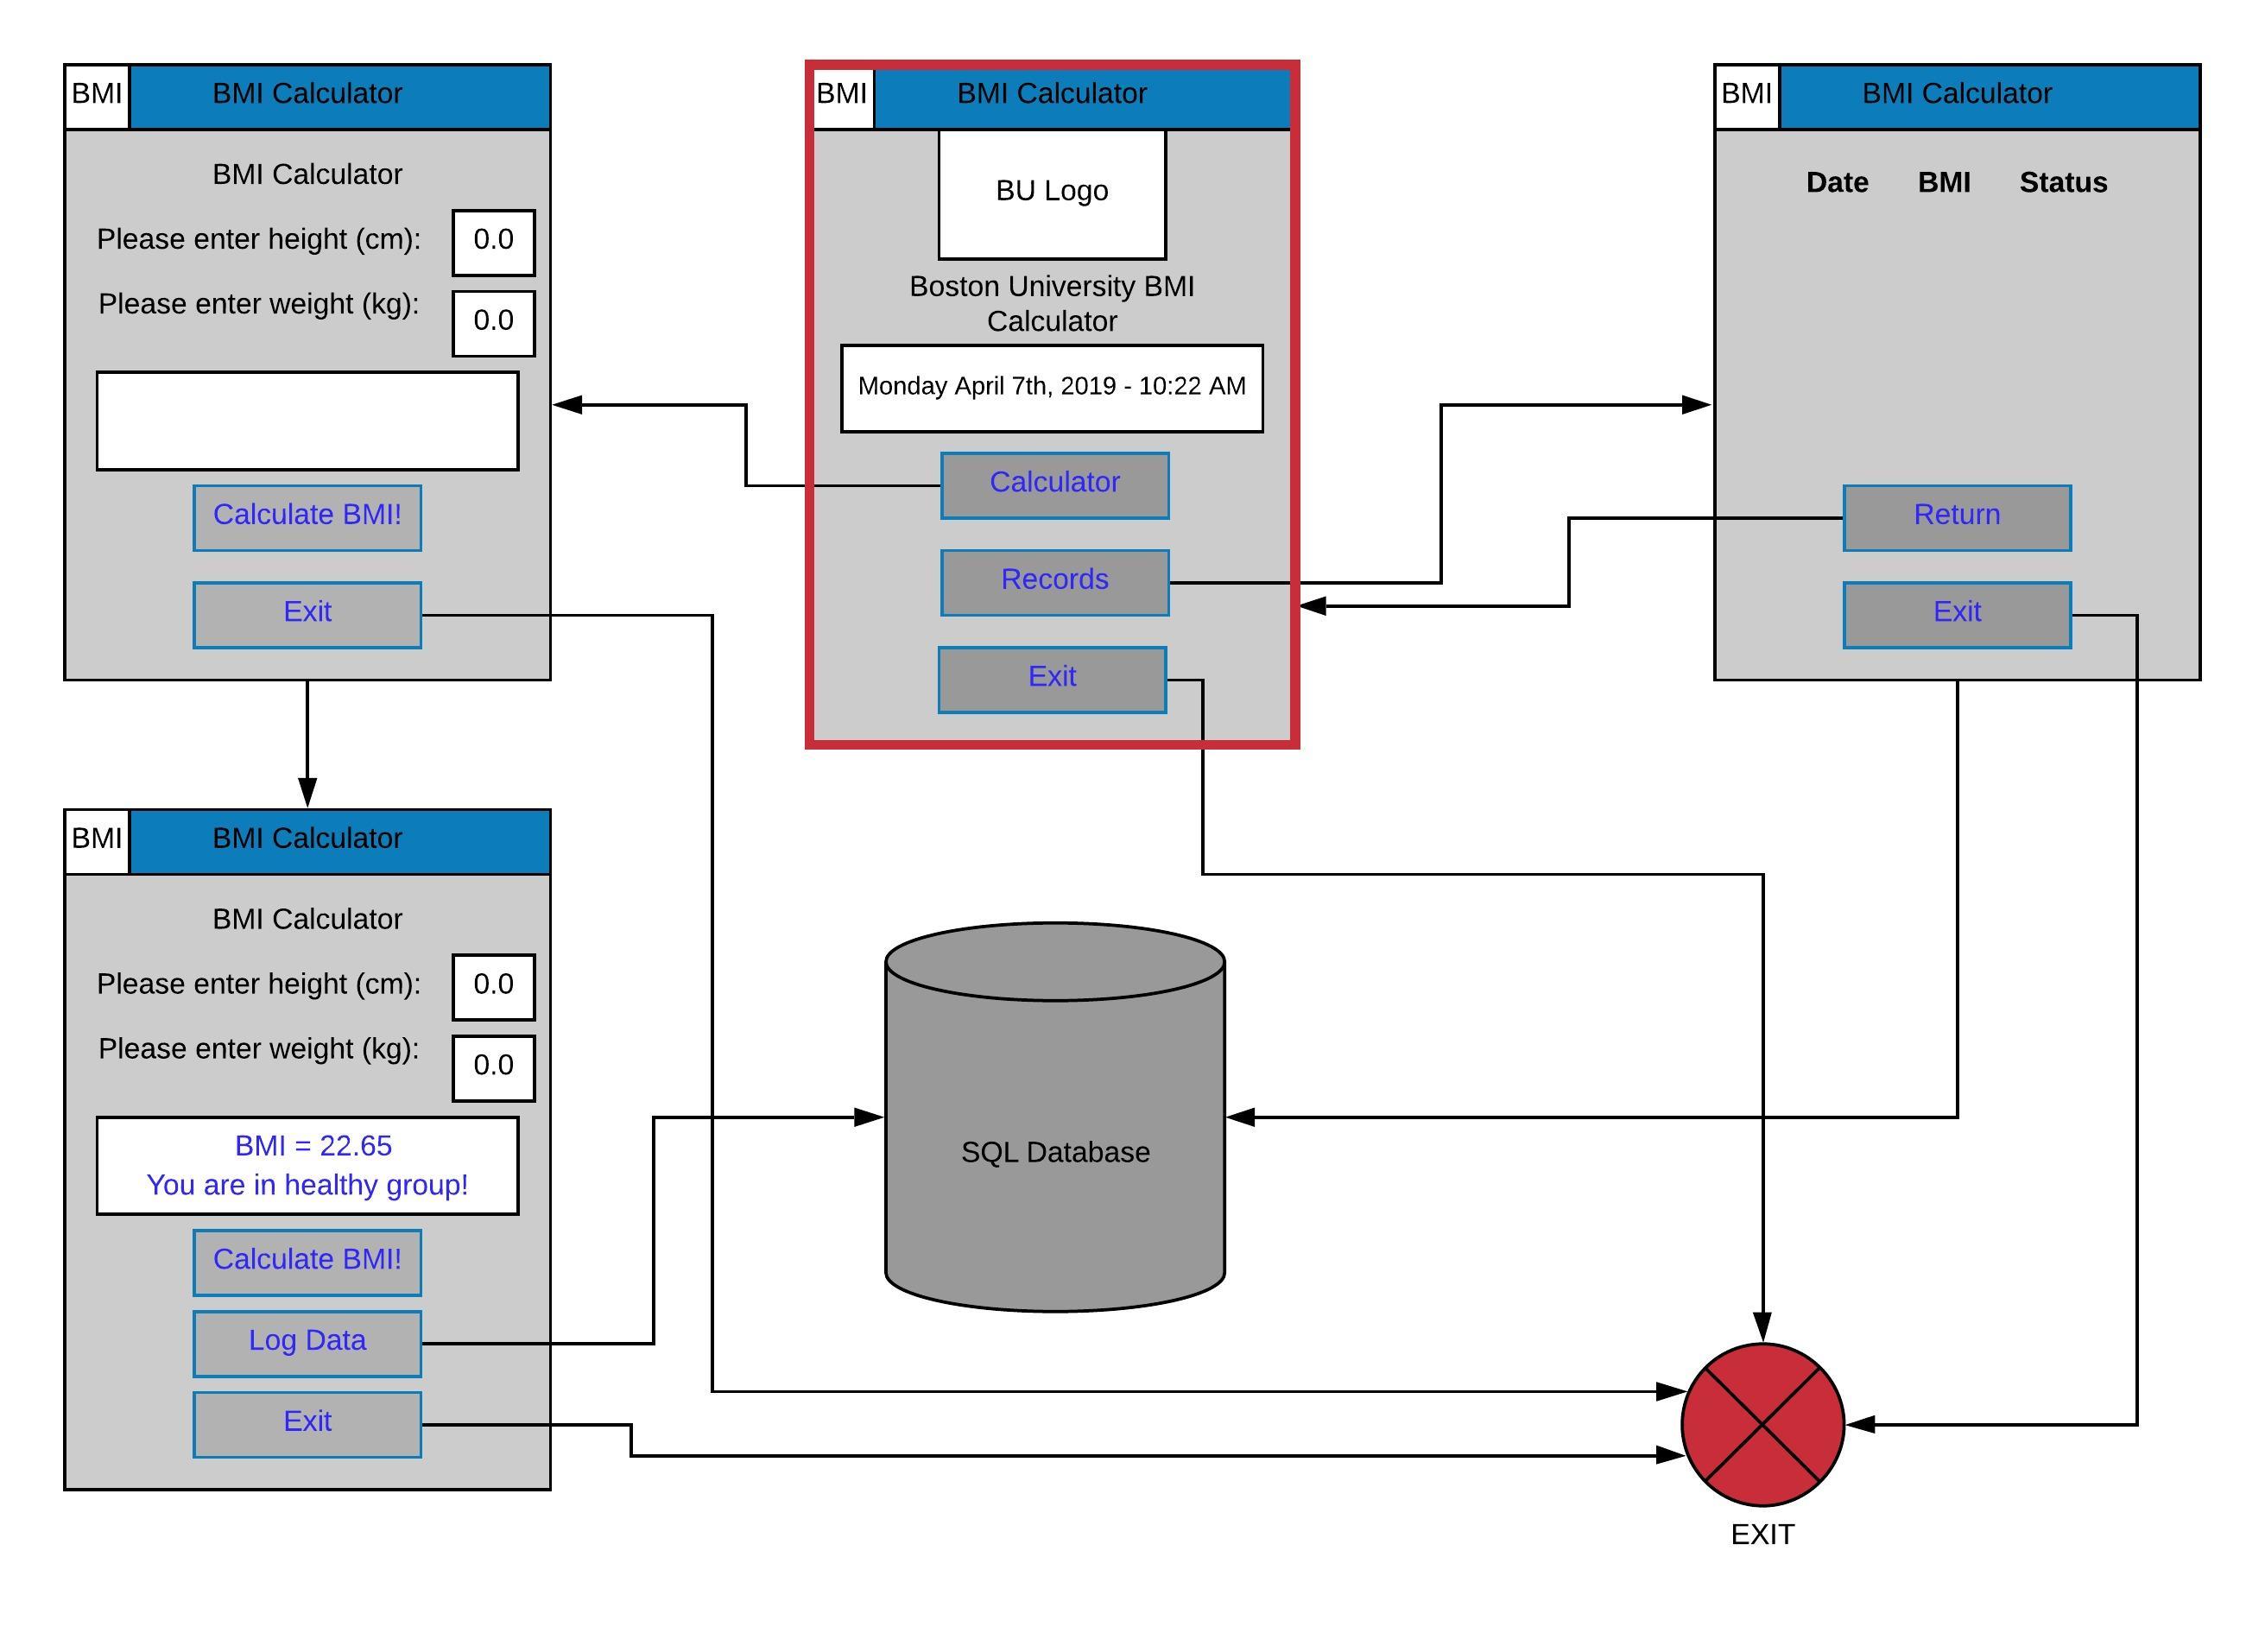 BMI
BMI Calculator
BMI Calculator
Please enter height (cm):
0.0
Please enter weight (kg):
0.0
Calculate BMI!
Exit
BMI
BMI Calculator
BU Logo
Boston University BMI
Calculator
Monday April 7th, 2019 - 10:22 AM
Calculator
Records
Exit
BMI
BMI Calculator
Date BMI Status
Return
Exit
BMI
BMI Calculator
BMI Calculator
Please enter height (cm):
0.0
Please enter weight (kg):
0.0
BMI = 22.65
You are in healthy group!
Calculate BMI!
Log Data
Exit
SQL Database
EXIT